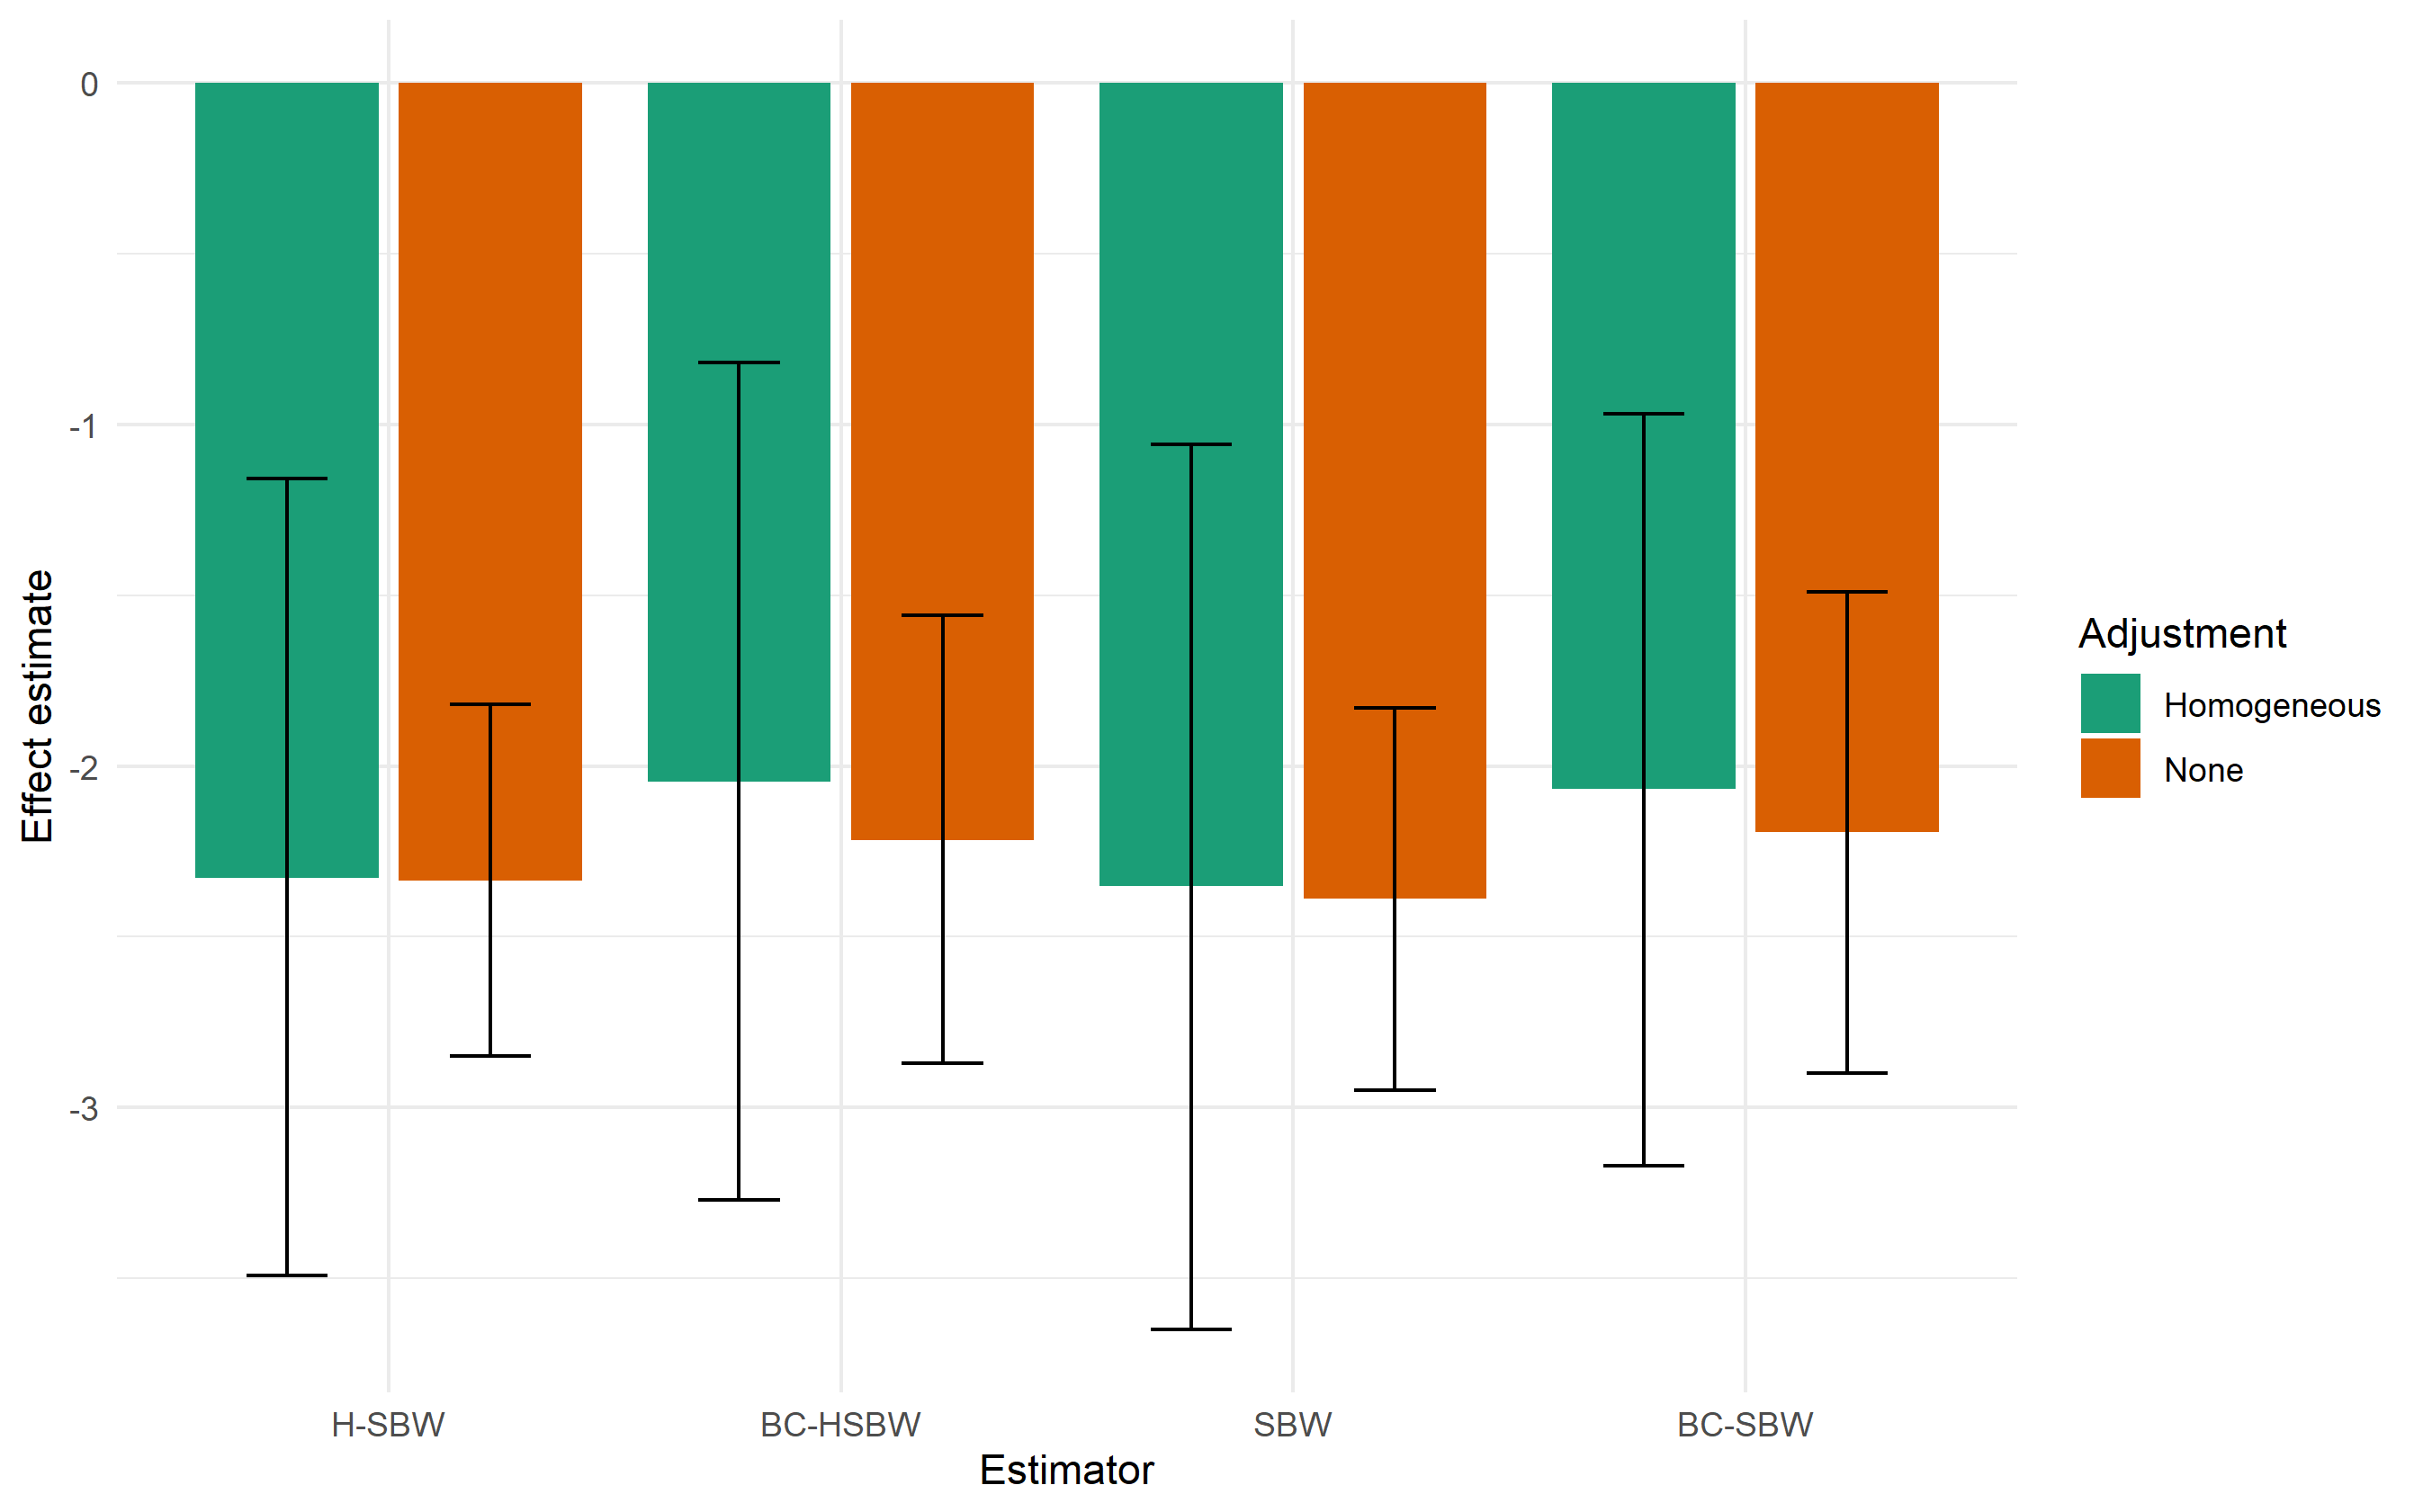 Effect estimate
0
-1
-2
-3
H-SBW
BC-HSBW
SBW
BC-SBW
Estimator
Adjustment
Homogeneous
None